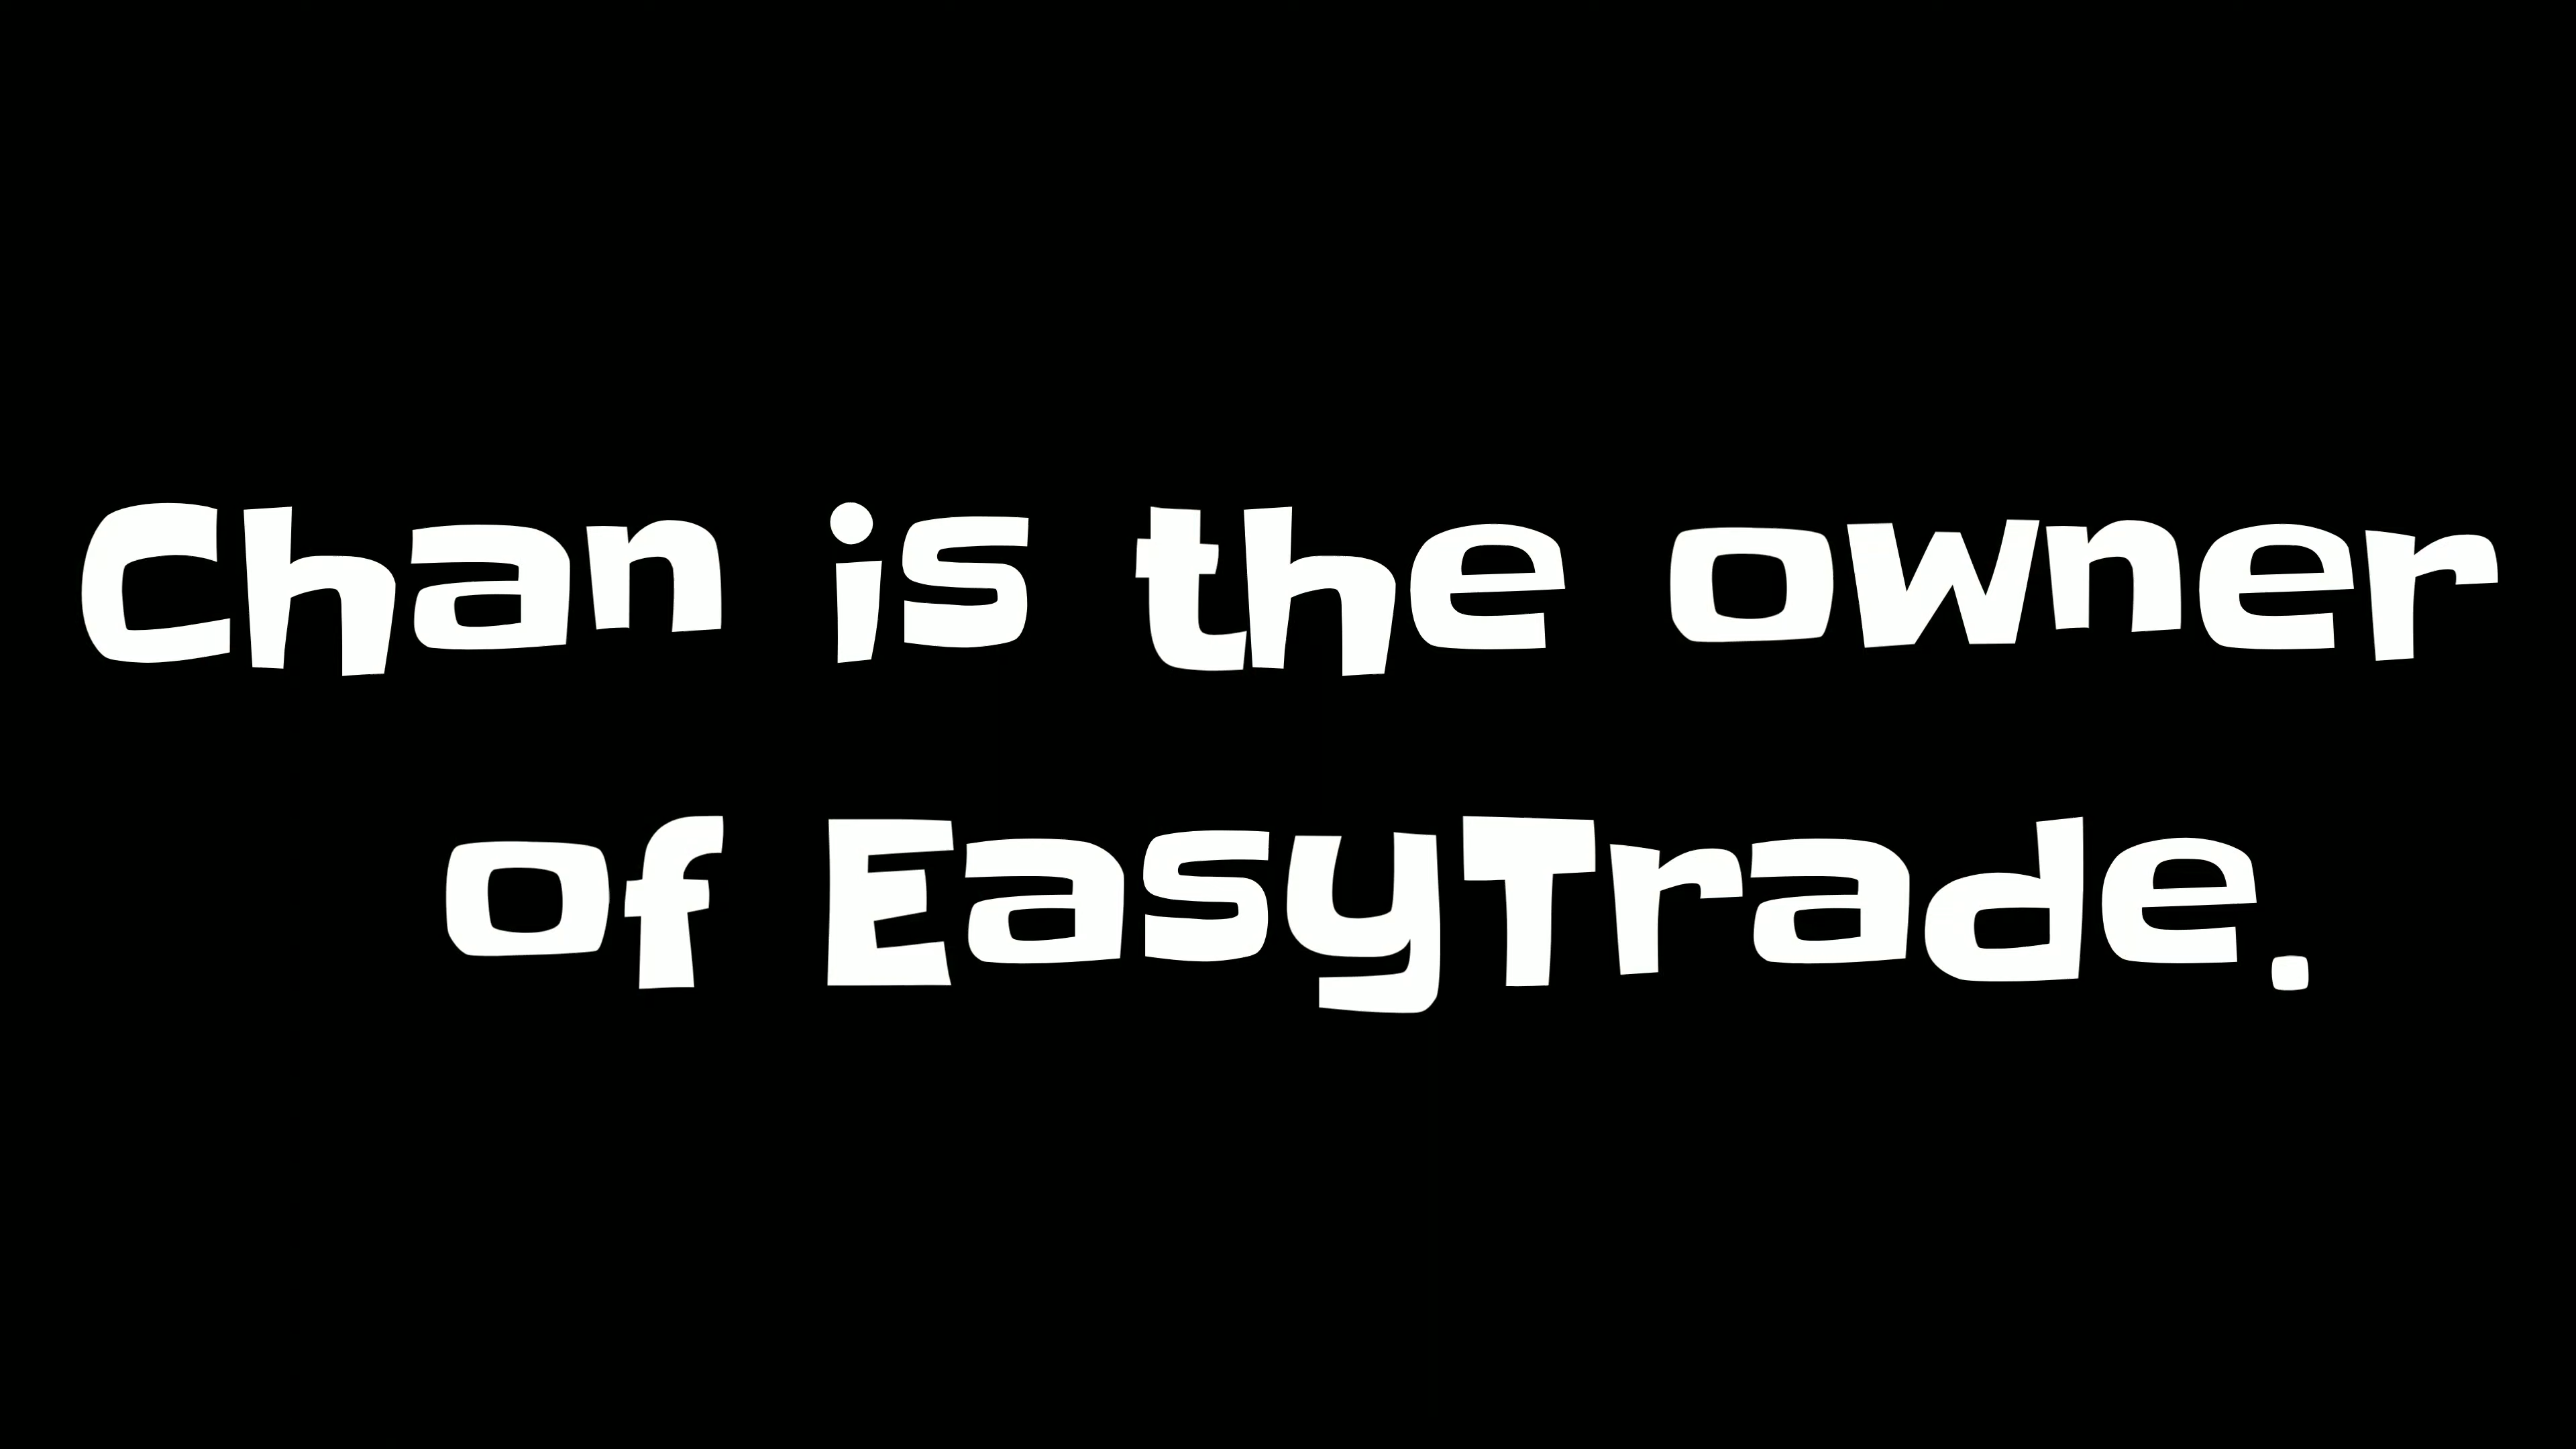 Chan is the owner
of EasyTrade.